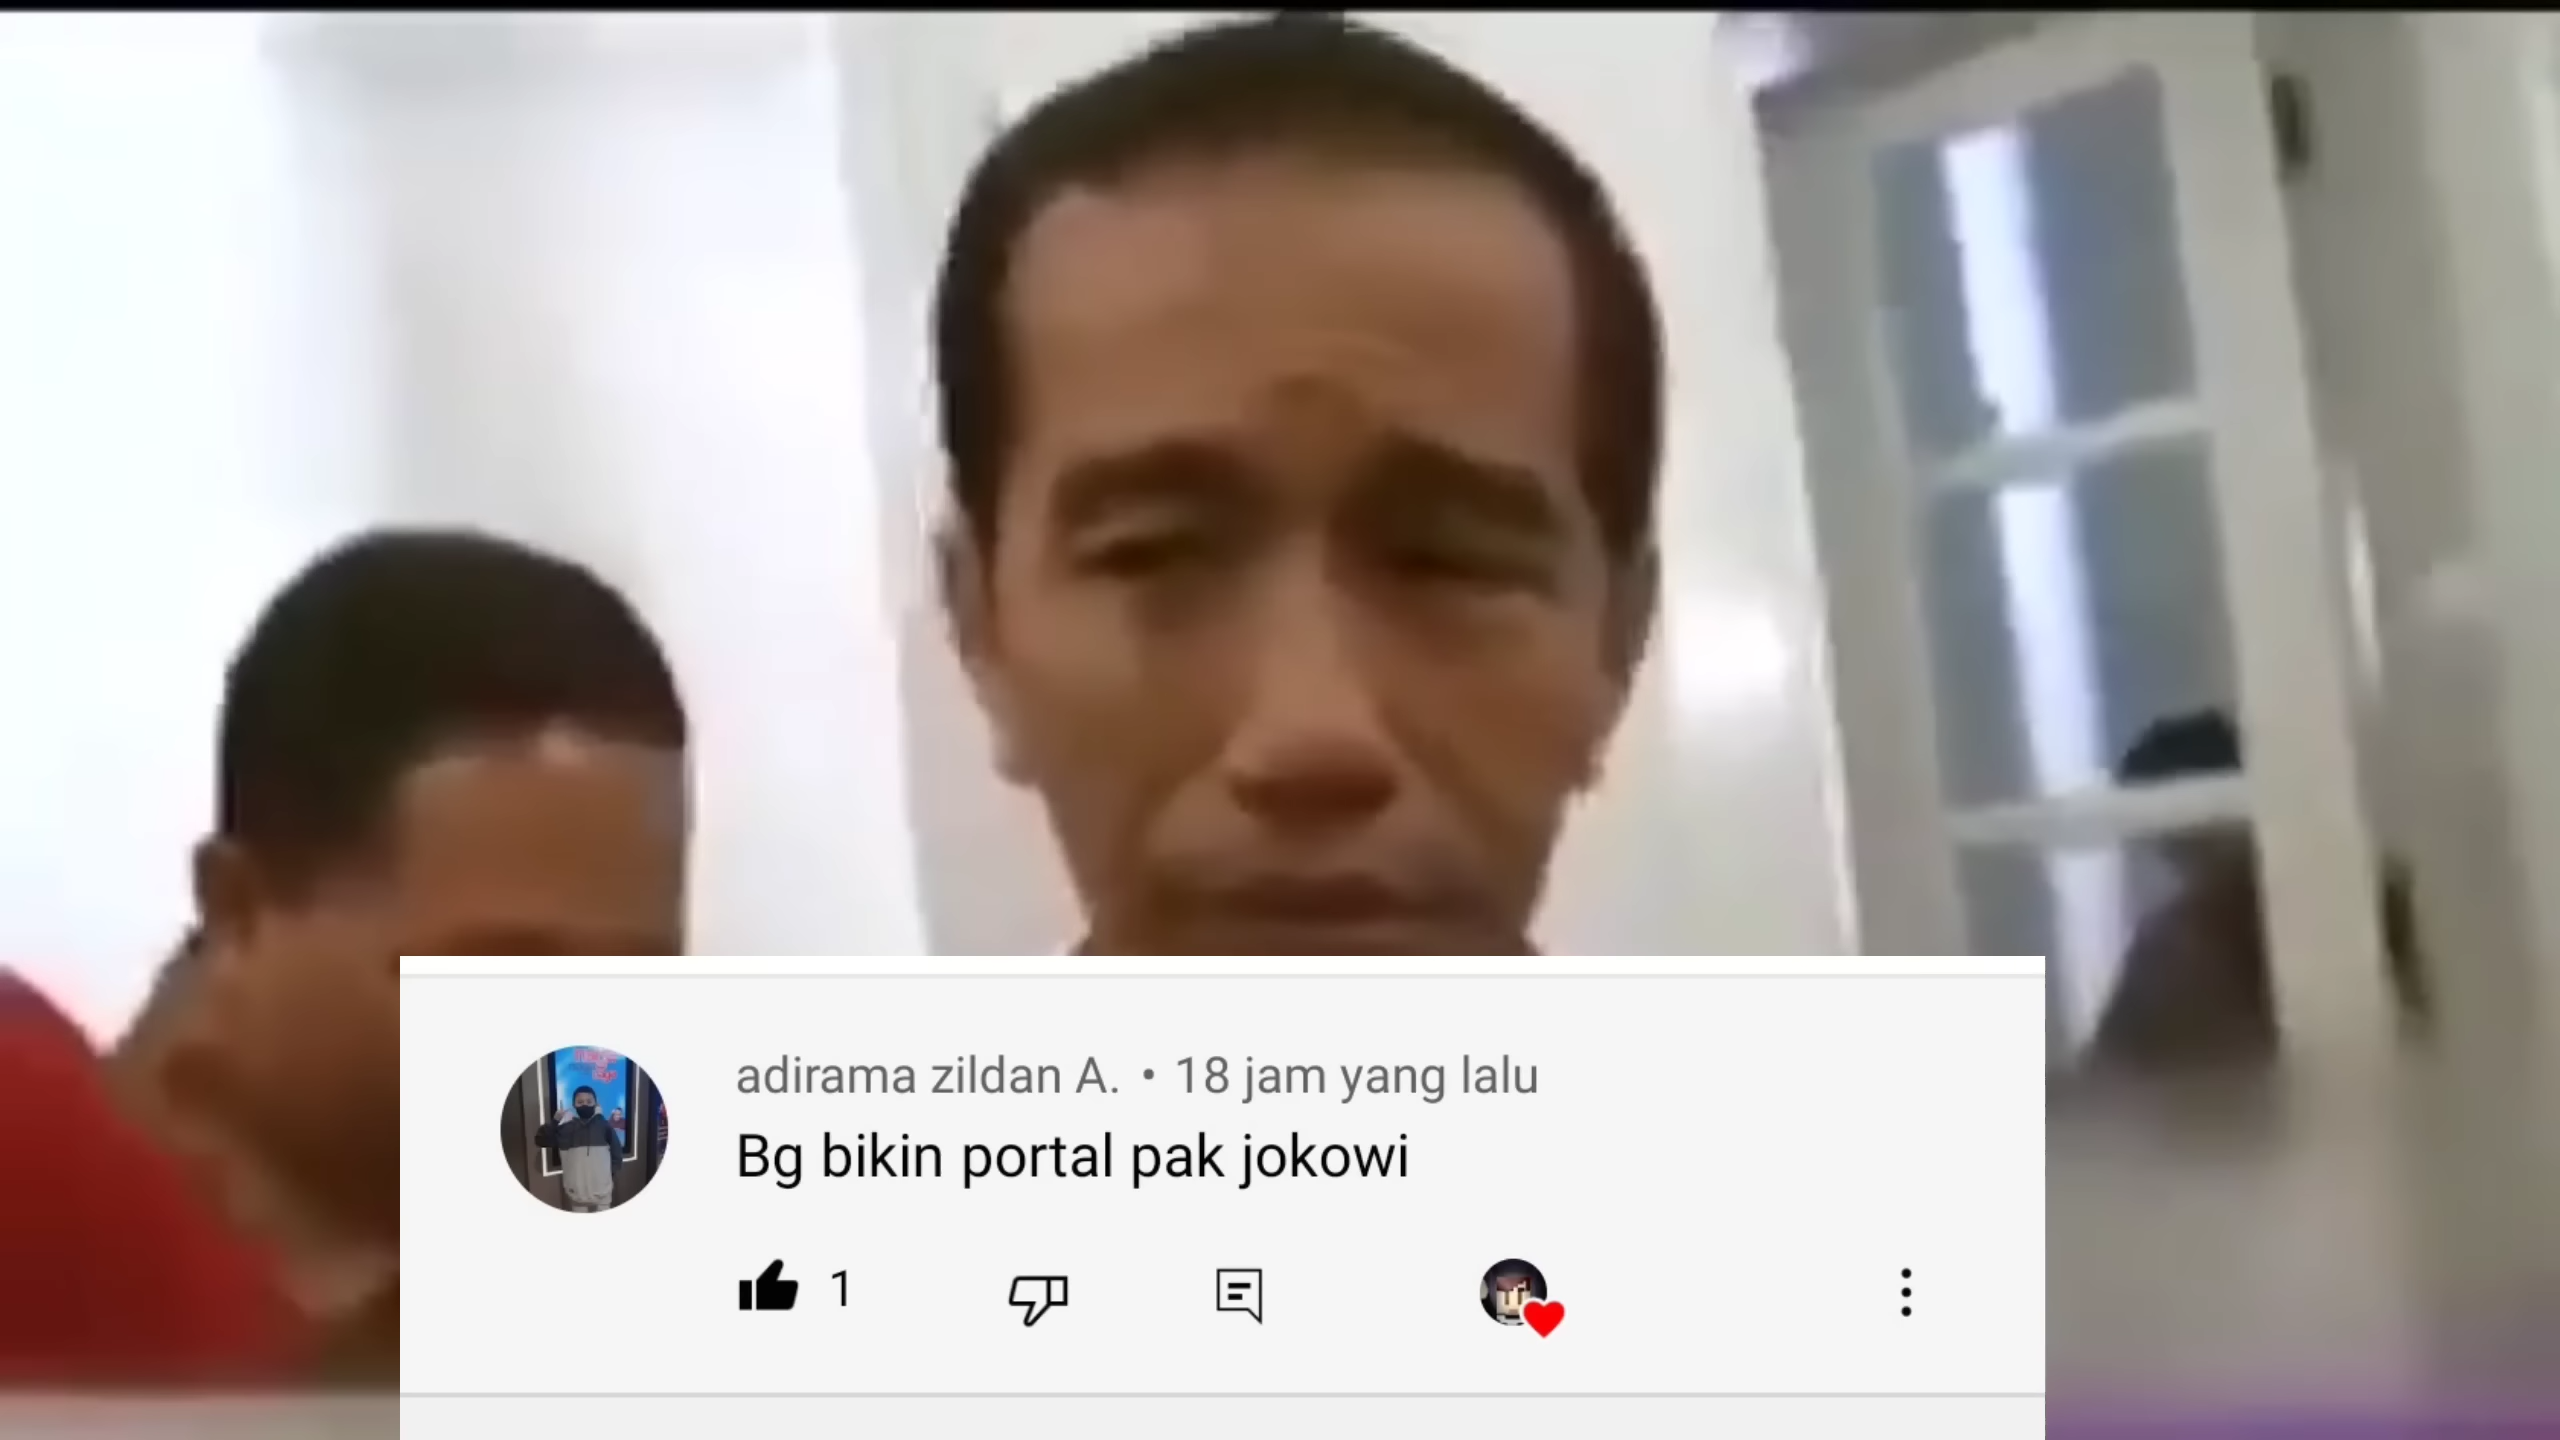 adirama zildan A. • 18 jam yang lalu
Bg bikin portal pak jokowi
1